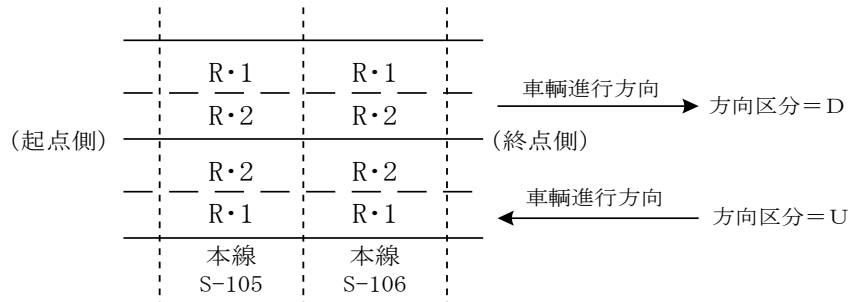 R・1 R・1
車輌進行方向
R・2 R・2
方向区分＝D
(起点側) (終点側)
R・2 R・2
車輌進行方向
R・1 R・1
方向区分＝U
本線 本線
S-105 S-106